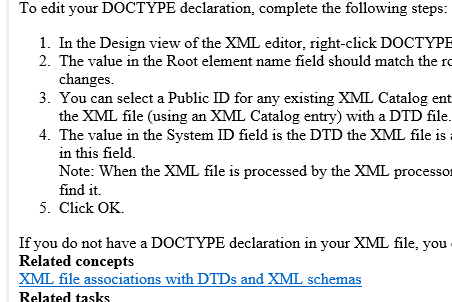 To edit your DOCTYPE declaration, complete the following steps:
1. In the Design view of the XML editor, right-click DOCTYPE
2. The value in the Root element name field should match the
changes.
3. You can select a Public ID for any existing XML Catalog
the XML file (using an XML Catalog entry) with a DTD file.
4. The value in the System ID field is the DTD the XML file is
in this field.
Note: When the XML file is processed by the XML
find it.
5. Click OK.
If you do not have a DOCTYPE declaration in your XML file, you
Related concepts
XML file associations with DTDs and XML schemas
Related tasks